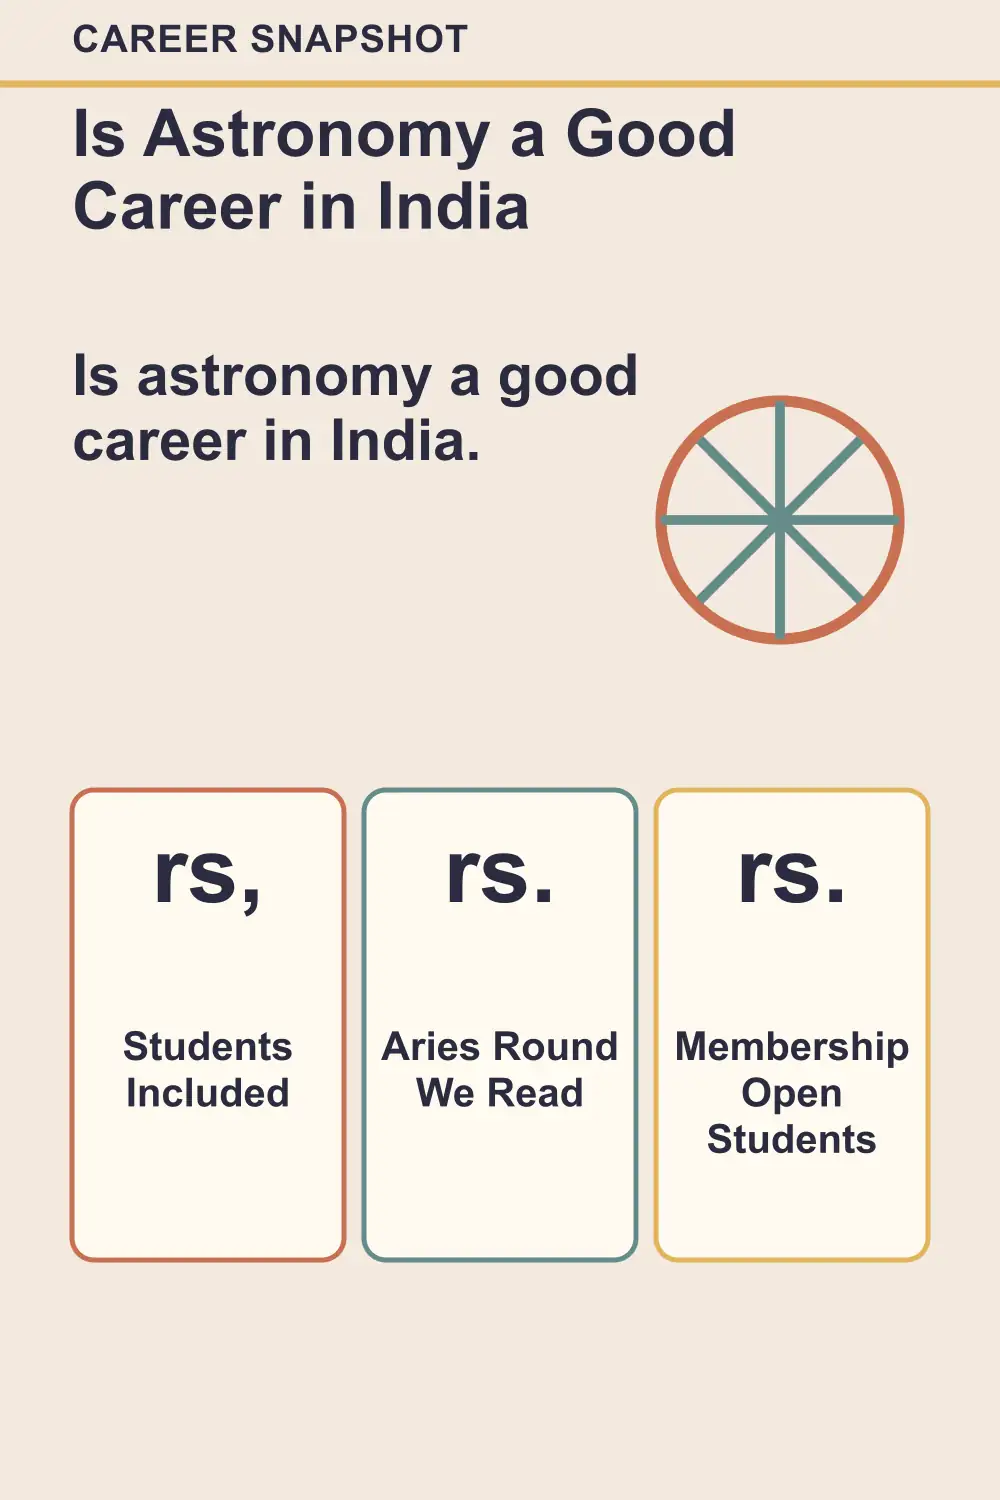 CAREER SNAPSHOT
Is Astronomy a Good
Career in India
Is astronomy a good
career in India.
rs,
Students
Included
rs.
Aries Round
We Read
rs.
Membership
Open
Students